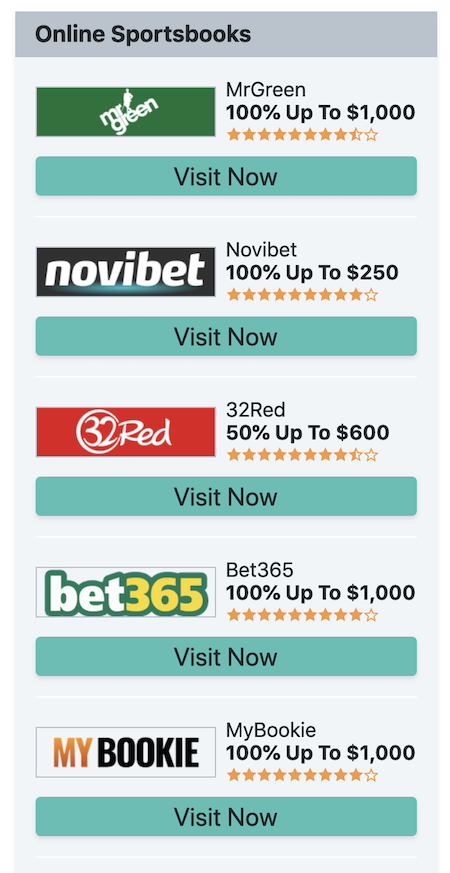 Online Sportsbooks
mr green
MrGreen
100% Up To $1,000
Visit Now
novibet
Novibet
100% Up To $250
Visit Now
32Red
32Red
50% Up To $600
Visit Now
bet365
Bet365
100% Up To $1,000
Visit Now
MY BOOKIE
MyBookie
100% Up To $1,000
Visit Now